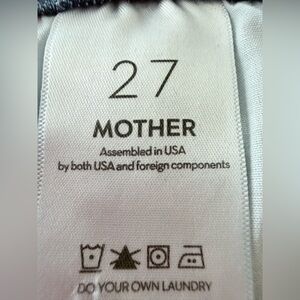 27
MOTHER
Assembled in USA
by both USA and foreign components
DO YOUR OWN LAUNDRY